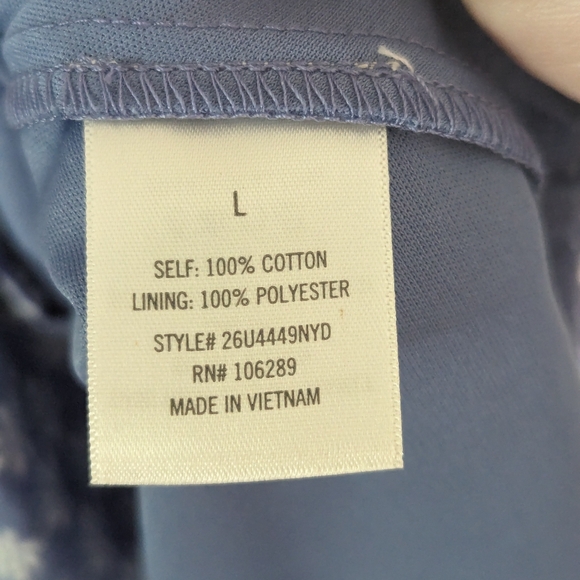 L
SELF: 100% COTTON
LINING: 100% POLYESTER
STYLE# 26U4449NYD
RN# 106289
MADE IN VIETNAM